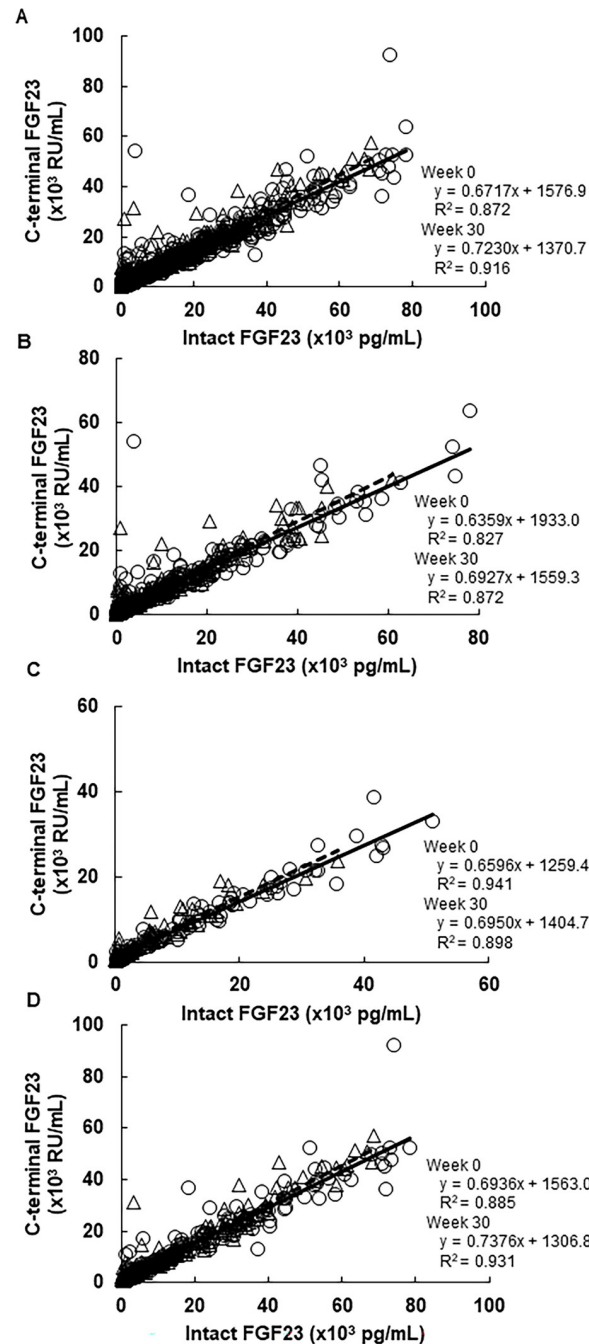 A
C-terminal FGF23
(x10³ RU/mL)
100
80
60
40
20
0
Week 0
y = 0.6717x + 1576.9
R² = 0.872
Week 30
y = 0.7230x + 1370.7
R² = 0.916
0 20 40 60 80 100
Intact FGF23 (x10³ pg/mL)
B
C-terminal FGF23
(x10³ RU/mL)
80
60
40
20
0
Week 0
y = 0.6359x + 1933.0
R² = 0.827
Week 30
y = 0.6927x + 1559.3
R² = 0.872
0 20 40 60 80
Intact FGF23 (x10³ pg/mL)
C
C-terminal FGF23
(x10³ RU/mL)
60
40
20
0
Week 0
y = 0.6596x + 1259.4
R² = 0.941
Week 30
y = 0.6950x + 1404.7
R² = 0.898
0 20 40 60
Intact FGF23 (x10³ pg/mL)
D
C-terminal FGF23
(x10³ RU/mL)
100
80
60
40
20
0
Week 0
y = 0.6936x + 1563.0
R² = 0.885
Week 30
y = 0.7376x + 1306.8
R² = 0.931
0 20 40 60 80 100
Intact FGF23 (x10³ pg/mL)